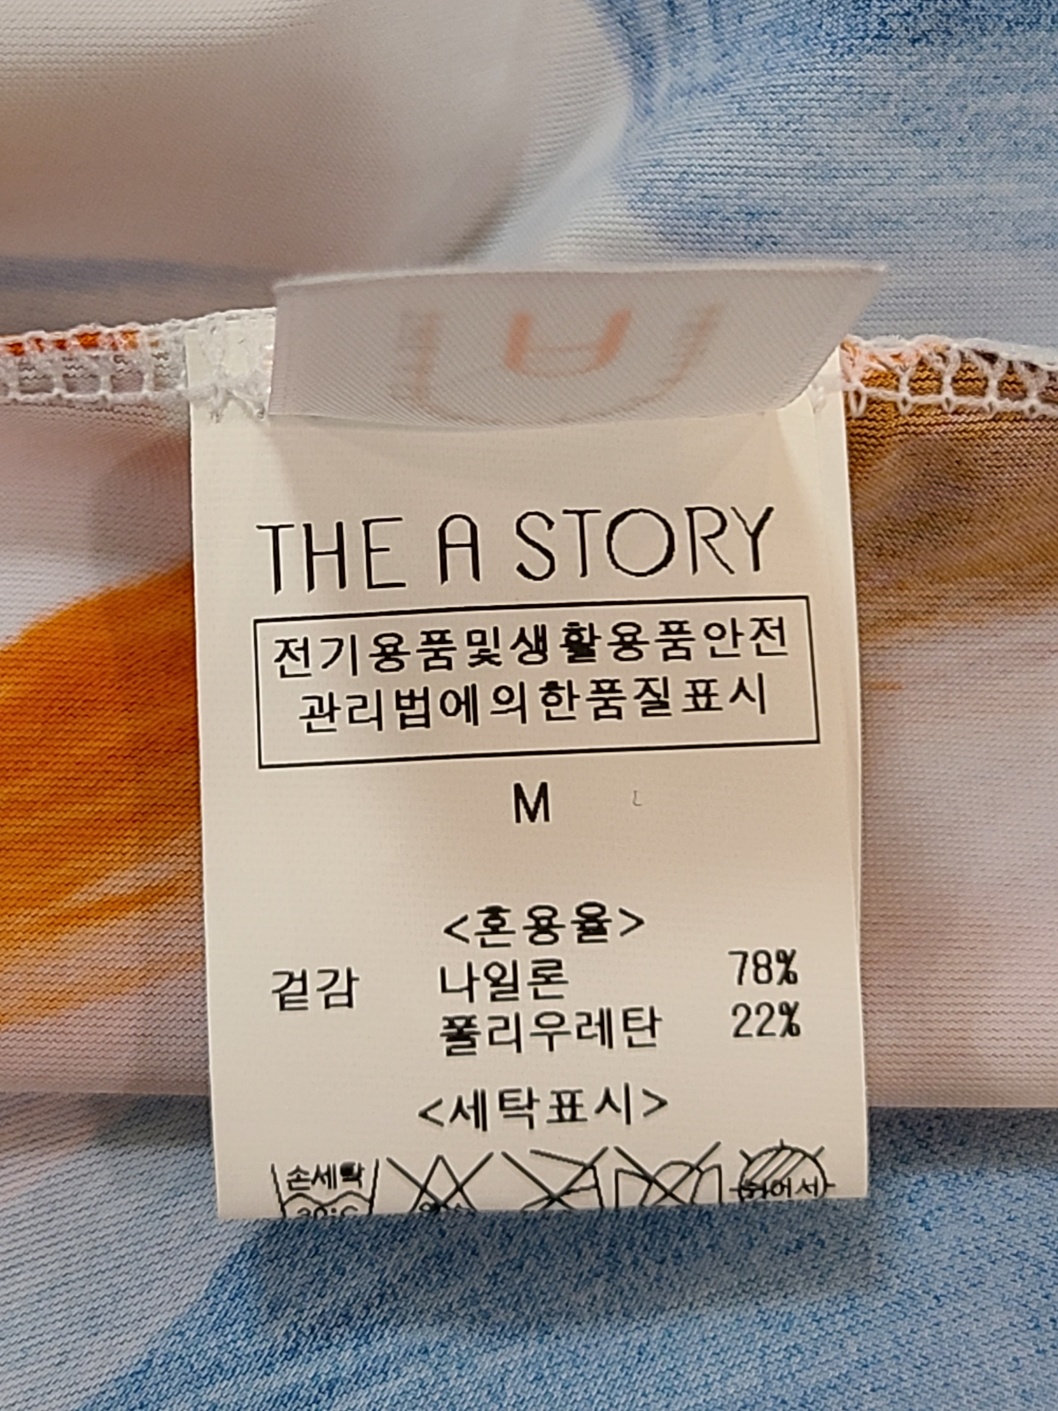 THE A STORY
전기용품및생활용품안전
관리법에의한품질표시
M
<혼용율>
겉감 나일론 78%
폴리우레탄 22%
<세탁표시>
손세탁
30℃